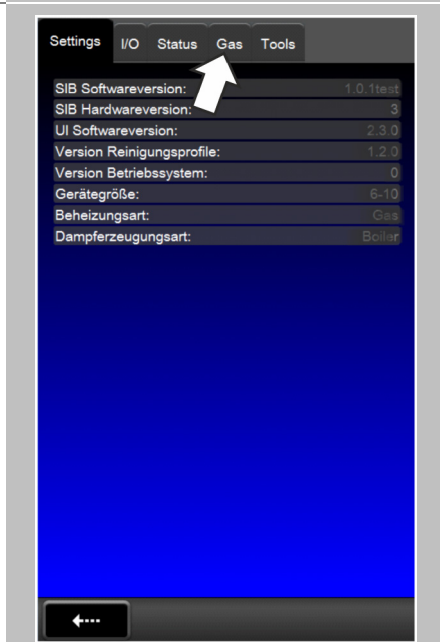 Settings I/O Status Gas Tools
SIB Softwareversion: 1.0.1test
SIB Hardwareversion: 3
UI Softwareversion: 2.3.0
Version Reinigungsprofile: 1.2.0
Version Betriebssystem: 0
Gerätegröße: 6-10
Beheizungsart: Gas
Dampferzeugungsart: Boiler